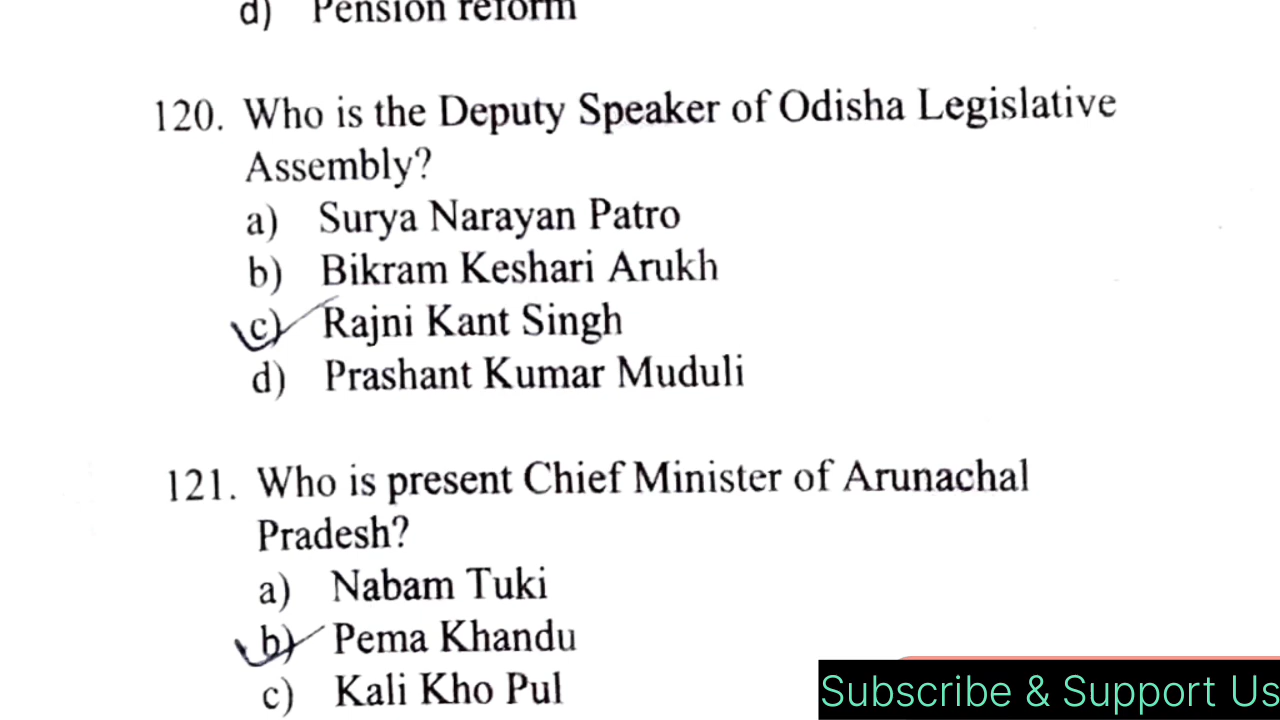 d) Pension reform
120. Who is the Deputy Speaker of Odisha Legislative
Assembly?
a) Surya Narayan Patro
b) Bikram Keshari Arukh
c) Rajni Kant Singh
d) Prashant Kumar Muduli
121. Who is present Chief Minister of Arunachal
Pradesh?
a) Nabam Tuki
b) Pema Khandu
c) Kali Kho Pul
Subscribe & Support Us